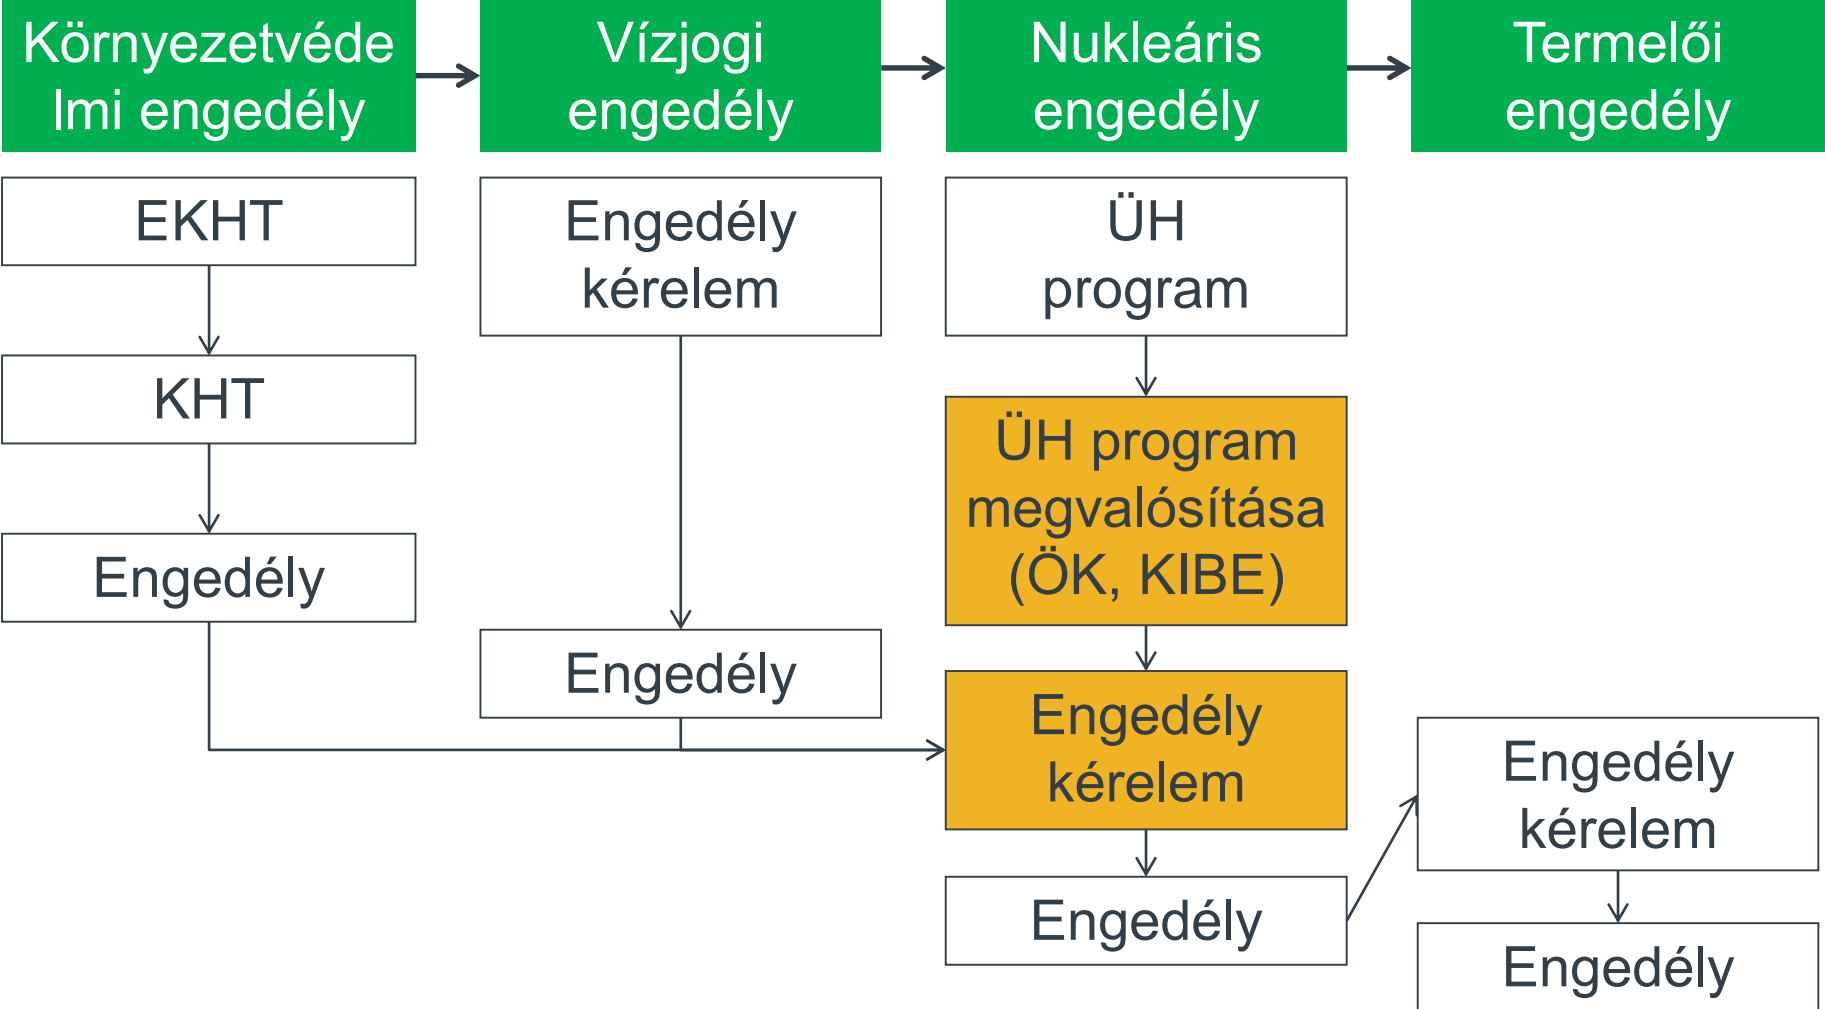 Környezetvéde
lmi engedély
Vízjogi
engedély
Nukleáris
engedély
Termelői
engedély
EKHT
KHT
Engedély
Engedély
kérelem
Engedély
ÜH
program
ÜH program
megvalósítása
(ÖK, KIBE)
Engedély
kérelem
Engedély
Engedély
kérelem
Engedély